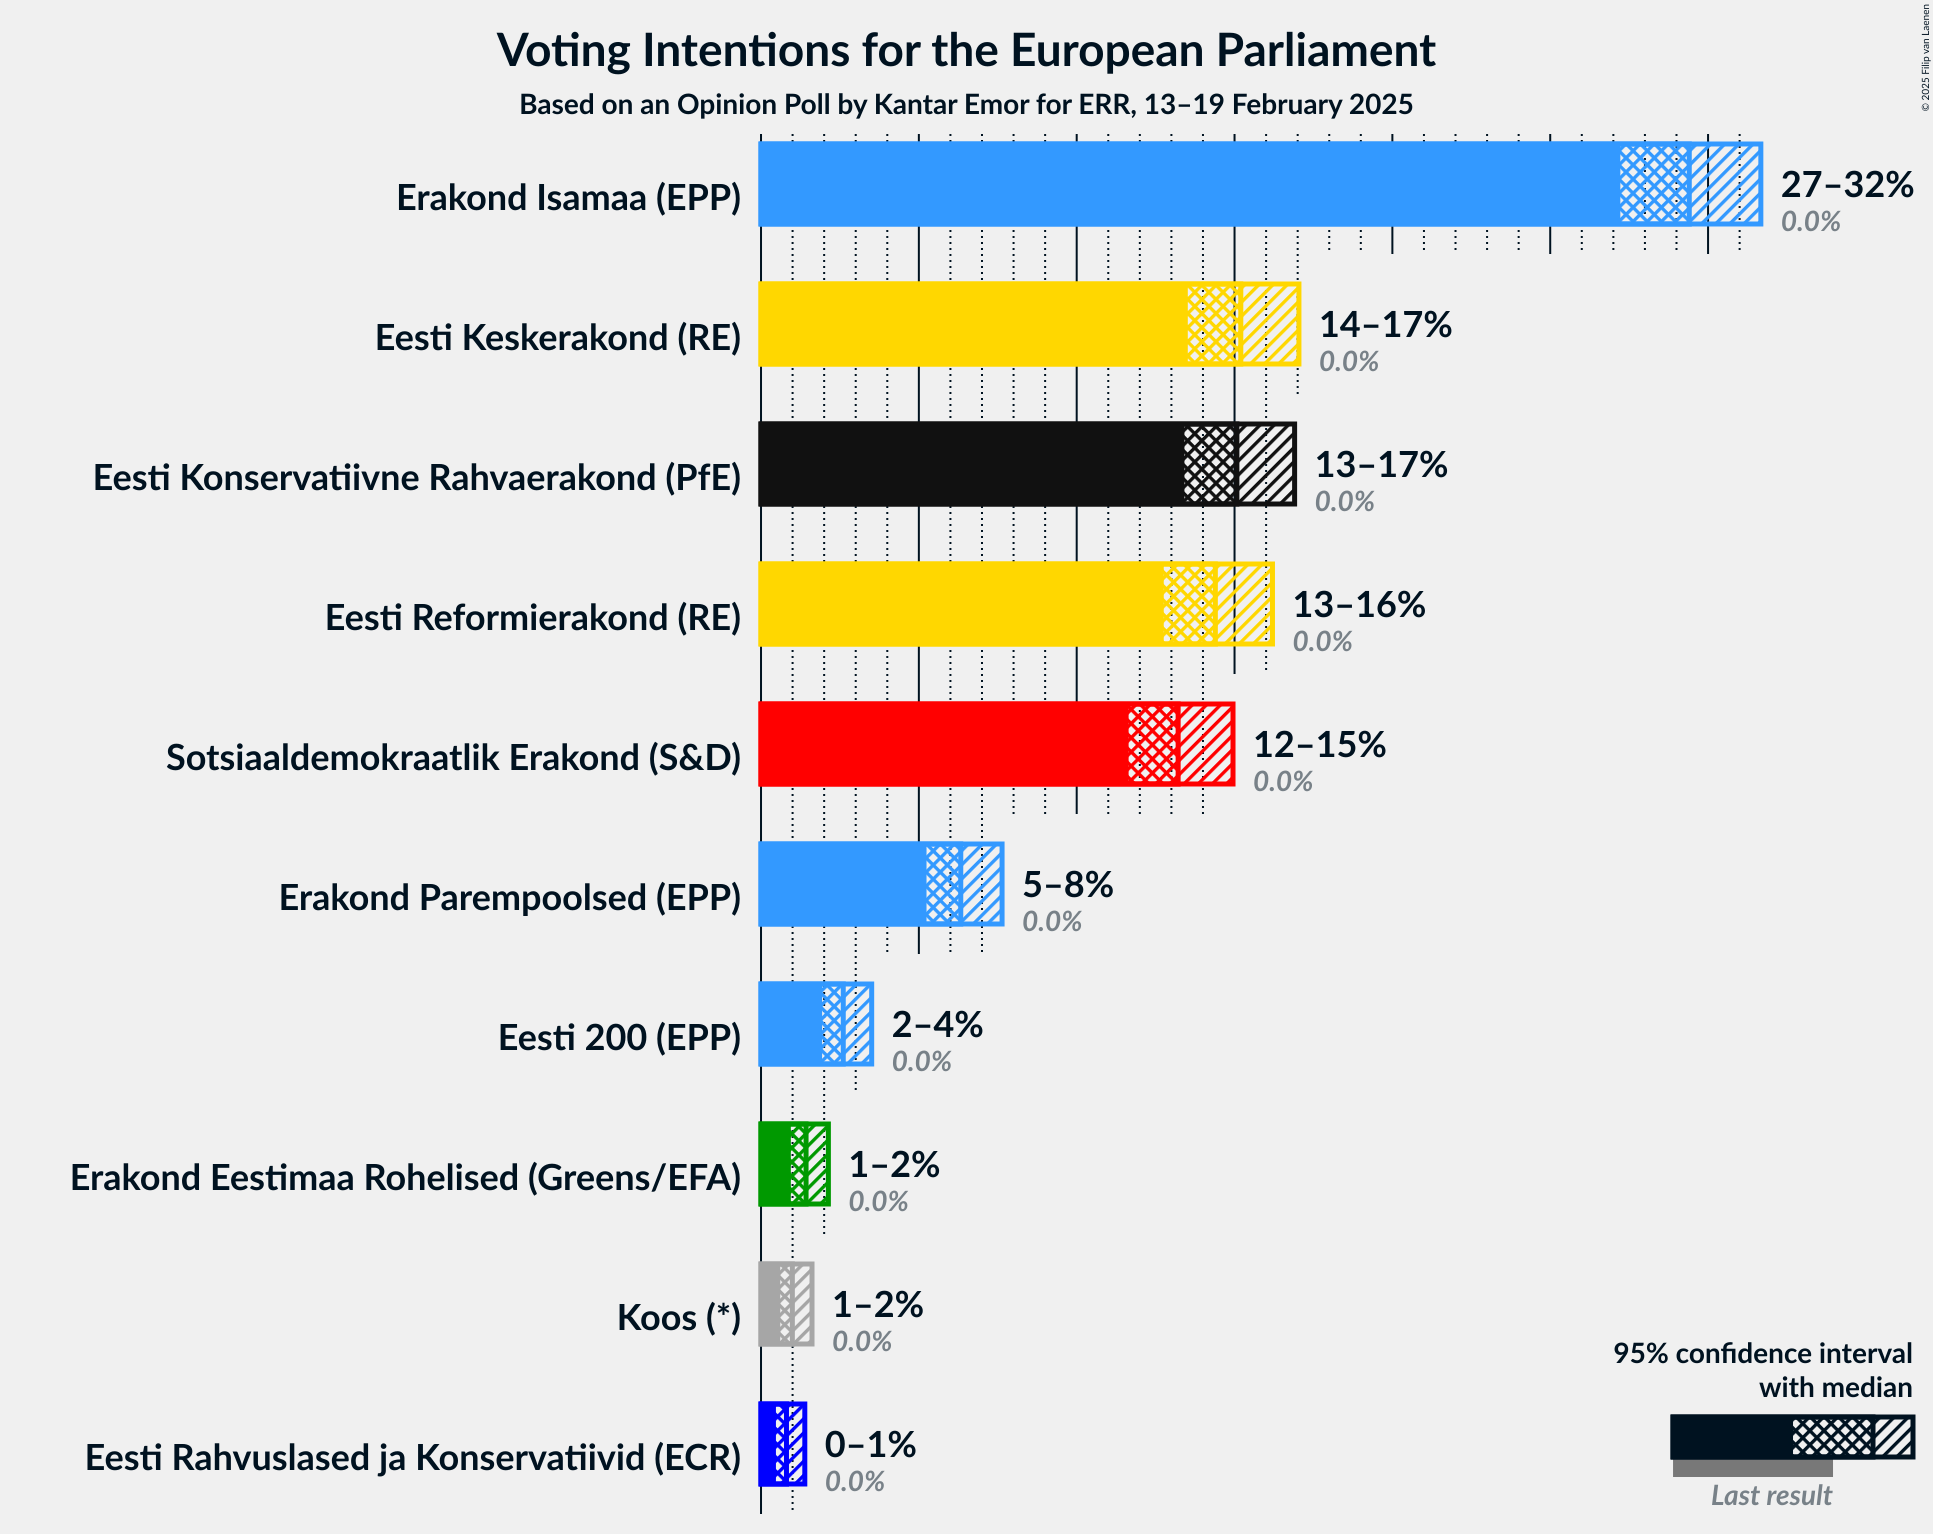 Voting Intentions for the European Parliament
Based on an Opinion Poll by Kantar Emor for ERR, 13–19 February 2025
© 2025 Filip van Laenen
Erakond Isamaa (EPP)
27–32%
0.0%
Eesti Keskerakond (RE)
14–17%
0.0%
Eesti Konservatiivne Rahvaerakond (PfE)
13–17%
0.0%
Eesti Reformierakond (RE)
13–16%
0.0%
Sotsiaaldemokraatlik Erakond (S&D)
12–15%
0.0%
Erakond Parempoolsed (EPP)
5–8%
0.0%
Eesti 200 (EPP)
2–4%
0.0%
Erakond Eestimaa Rohelised (Greens/EFA)
1–2%
0.0%
Koos (*)
1–2%
0.0%
Eesti Rahvuslased ja Konservatiivid (ECR)
0–1%
0.0%
95% confidence interval
with median
Last result